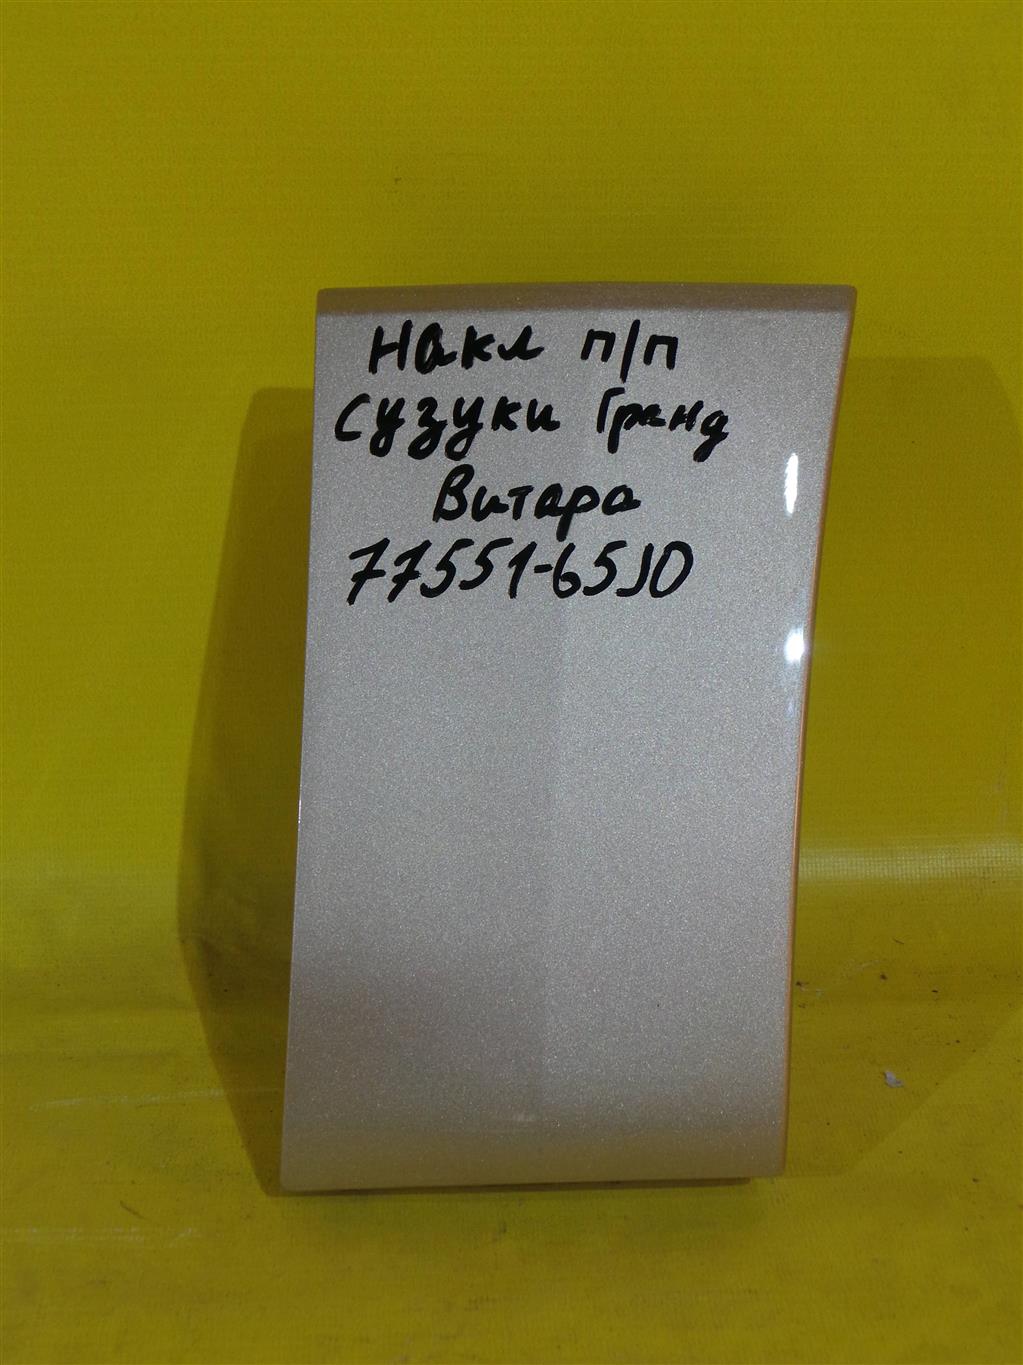 Накл п/п
Сузуки Гранд
Витара
77551-65J0